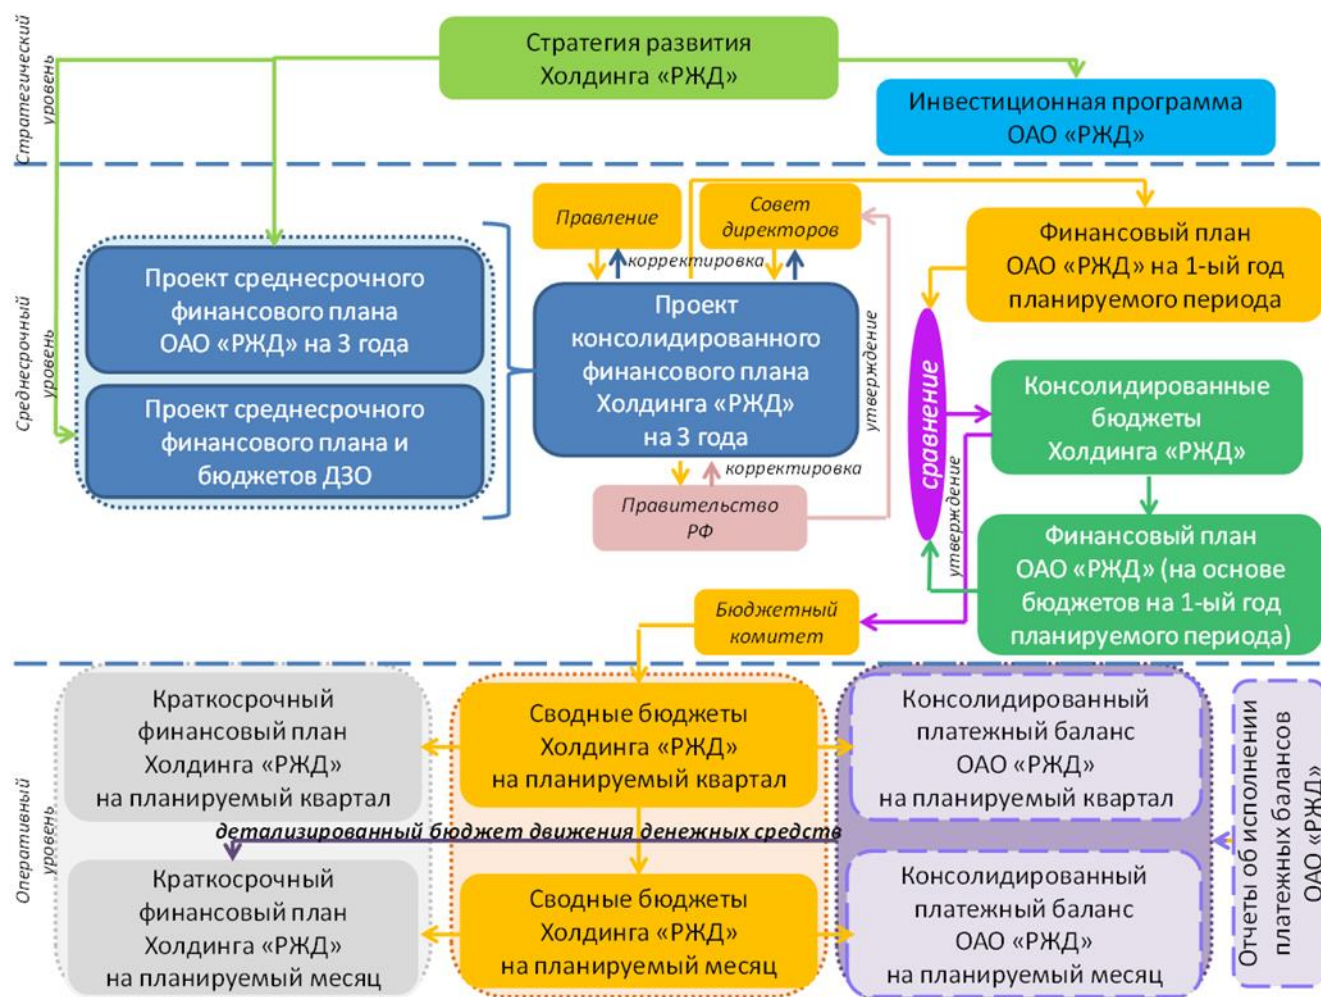 Стратегический
уровень
Стратегия развития
Холдинга «РЖД»
Инвестиционная программа
ОАО «РЖД»
Среднесрочный
уровень
Проект среднесрочного
финансового плана
ОАО «РЖД» на 3 года
Проект среднесрочного
финансового плана и
бюджетов ДЗО
Правление
Совет
директоров
корректировка
Проект
консолидированного
финансового плана
Холдинга «РЖД»
на 3 года
корректировка
Правительство
РФ
утверждение
Финансовый план
ОАО «РЖД» на 1-ый год
планируемого периода
сравнение
Консолидированные
бюджеты
Холдинга «РЖД»
утверждение
Финансовый план
ОАО «РЖД» (на основе
бюджетов на 1-ый год
планируемого периода)
Бюджетный
комитет
Оперативный
уровень
Краткосрочный
финансовый план
Холдинга «РЖД»
на планируемый квартал
Сводные бюджеты
Холдинга «РЖД»
на планируемый квартал
Консолидированный
платежный баланс
ОАО «РЖД»
на планируемый квартал
детализированный бюджет движения денежных средств
Краткосрочный
финансовый план
Холдинга «РЖД»
на планируемый месяц
Сводные бюджеты
Холдинга «РЖД»
на планируемый месяц
Консолидированный
платежный баланс
ОАО «РЖД»
на планируемый месяц
Отчеты об исполнении
платежных балансов
ОАО «РЖД»